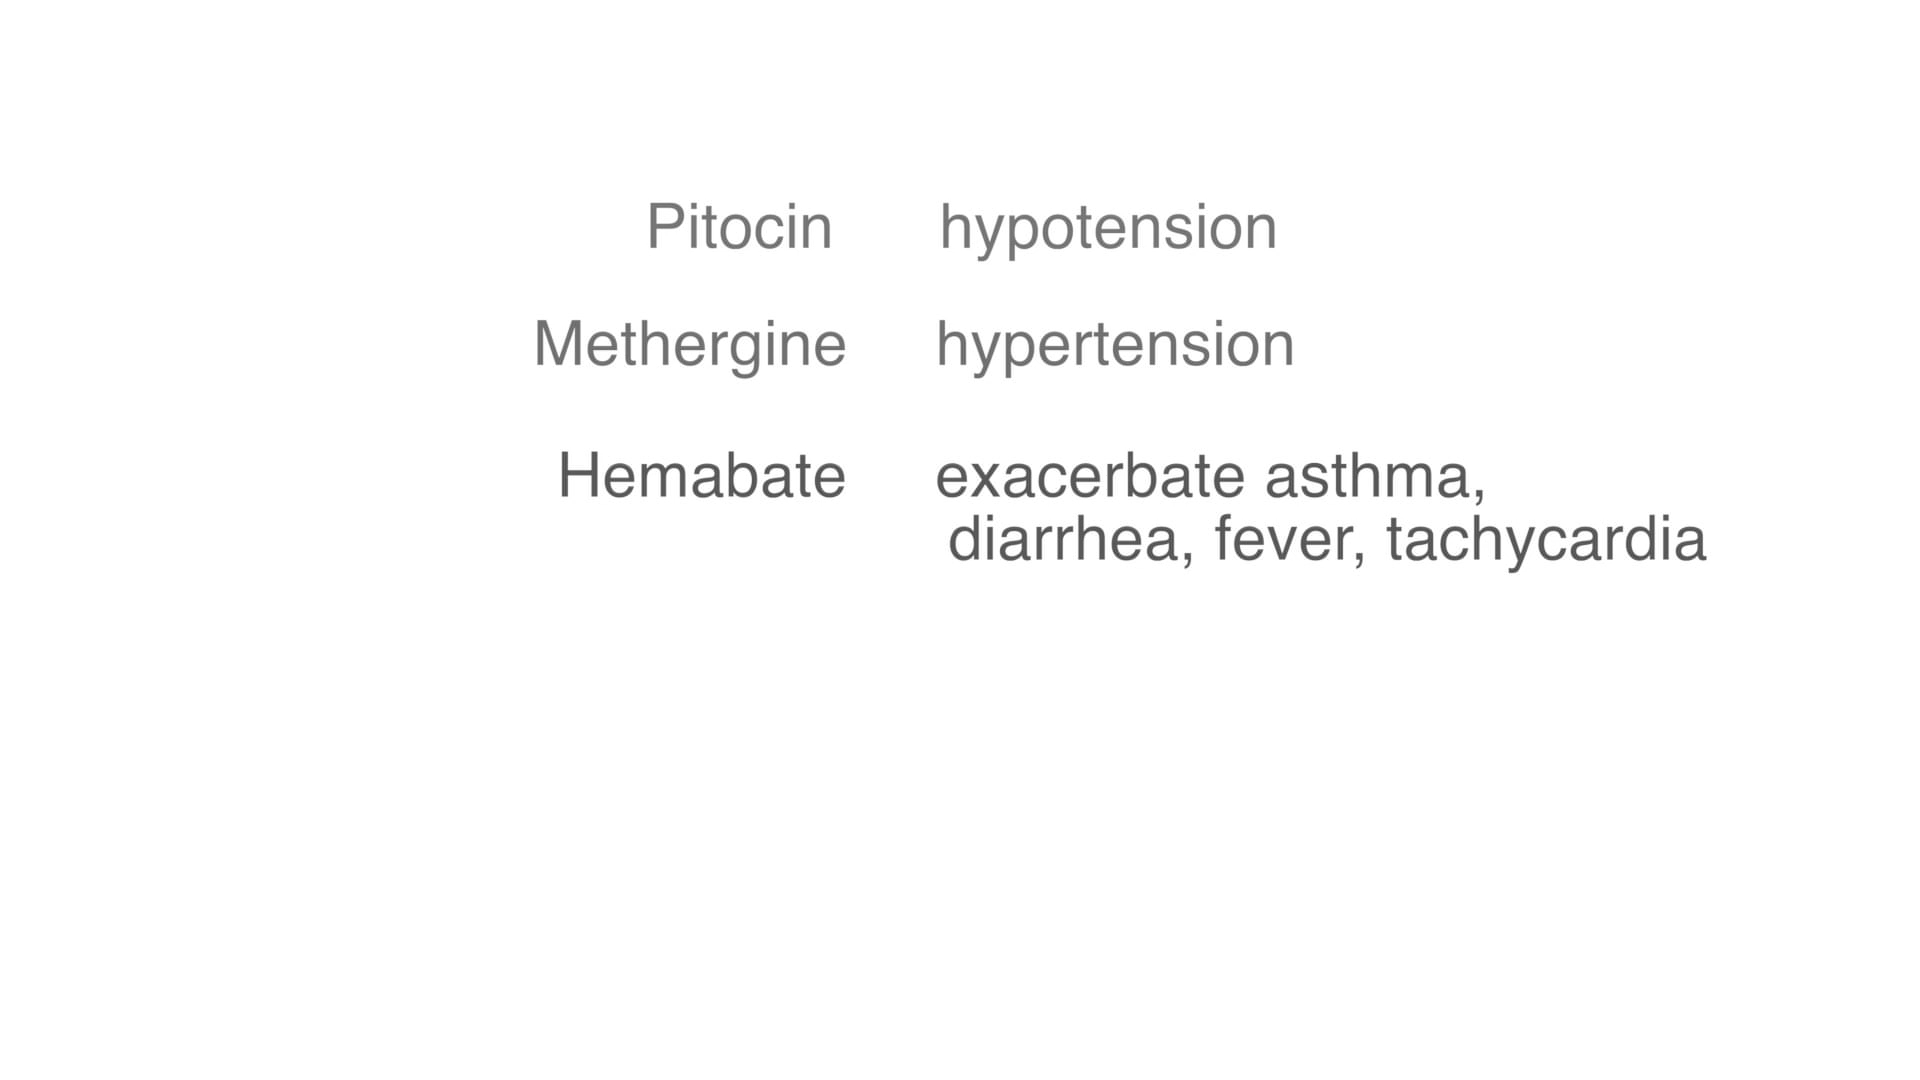 Pitocin hypotension
Methergine hypertension
Hemabate exacerbate asthma,
diarrhea, fever, tachycardia